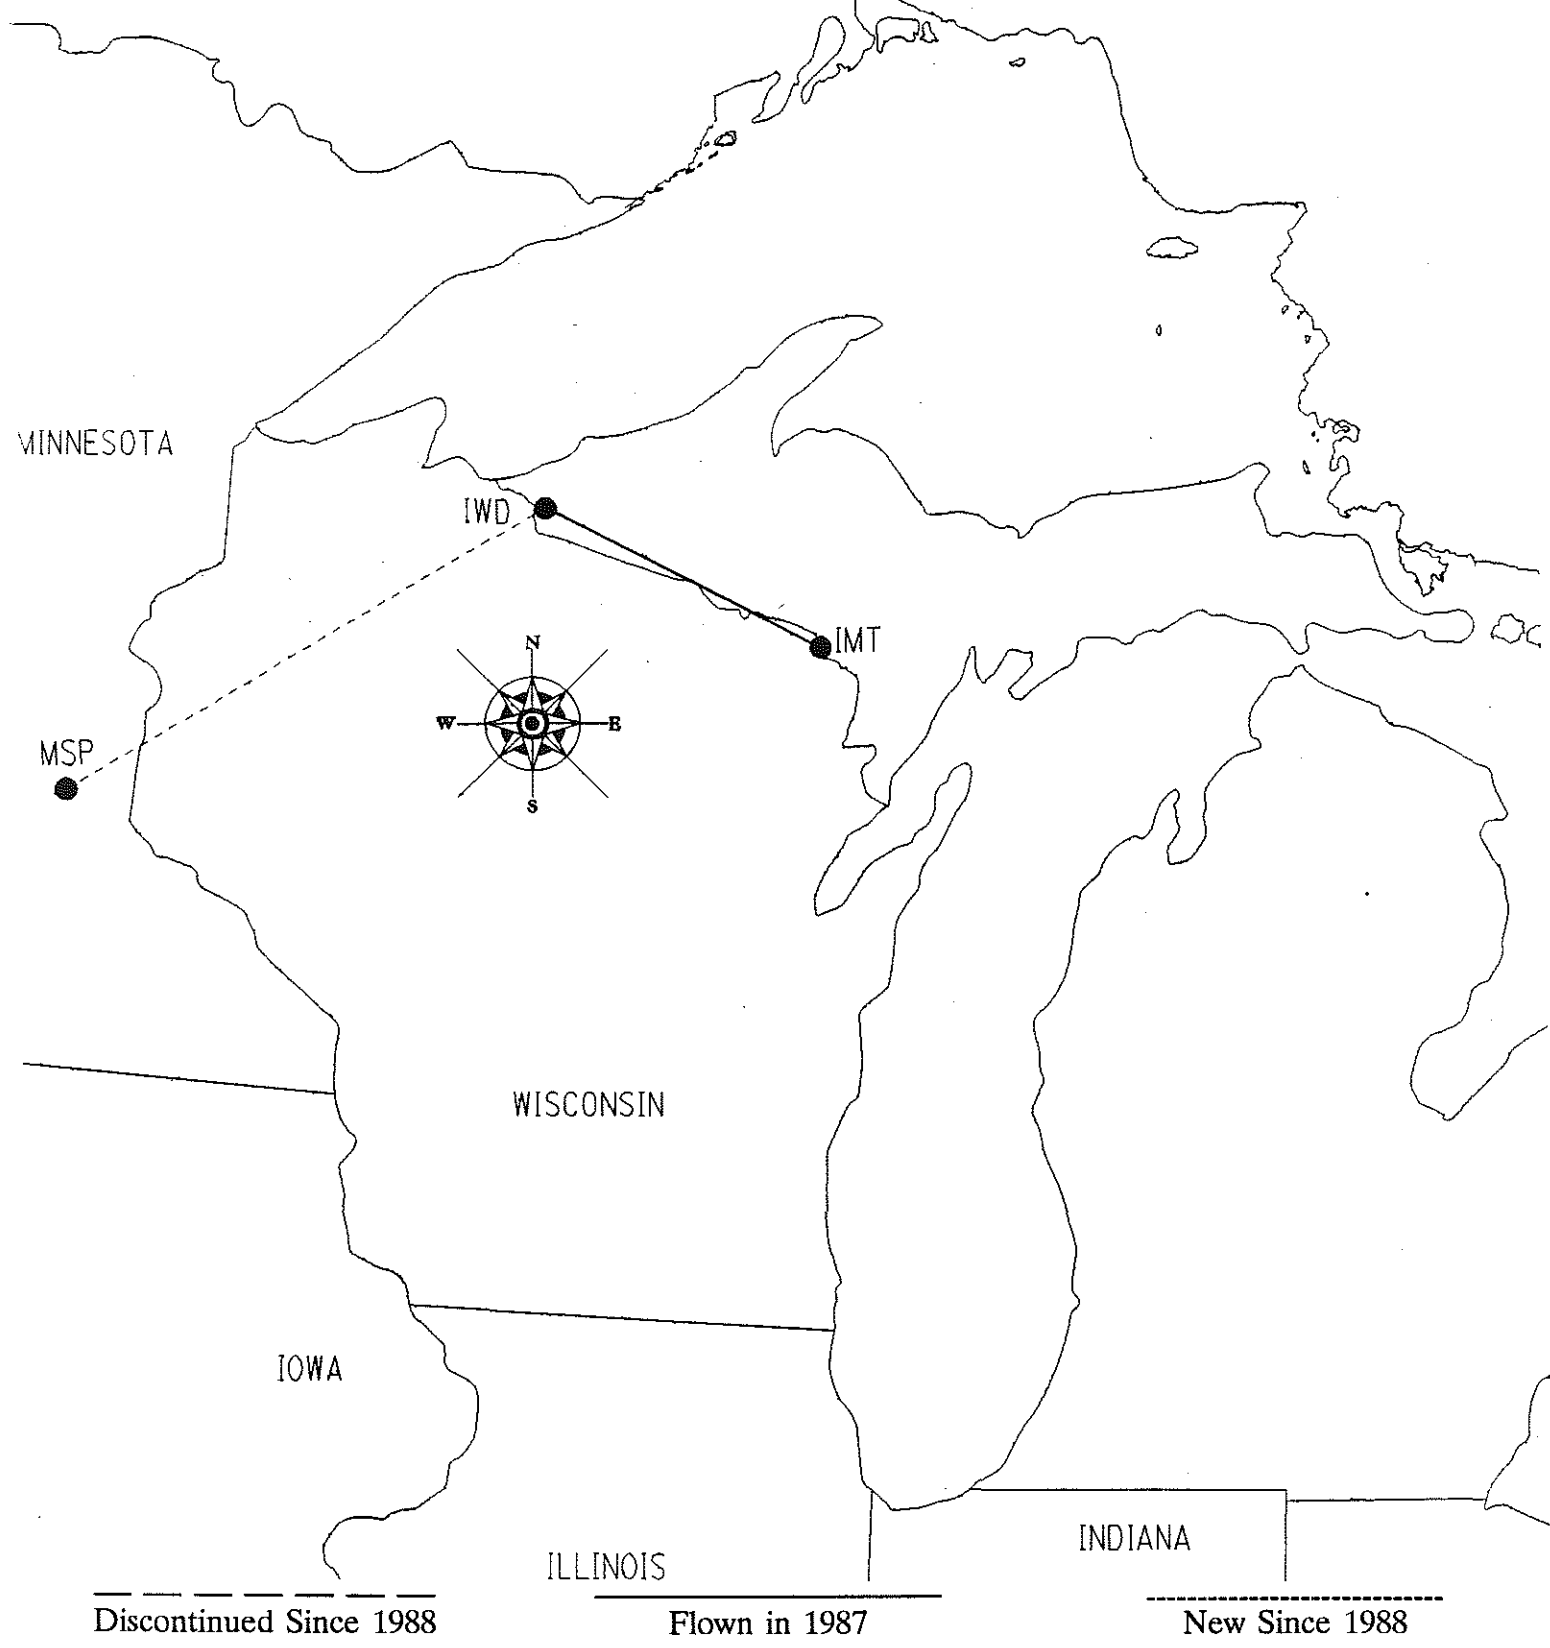 MINNESOTA
IWD
N
IMT
W
E
MSP
S
WISCONSIN
IOWA
INDIANA
ILLINOIS
Discontinued Since 1988
Flown in 1987
New Since 1988